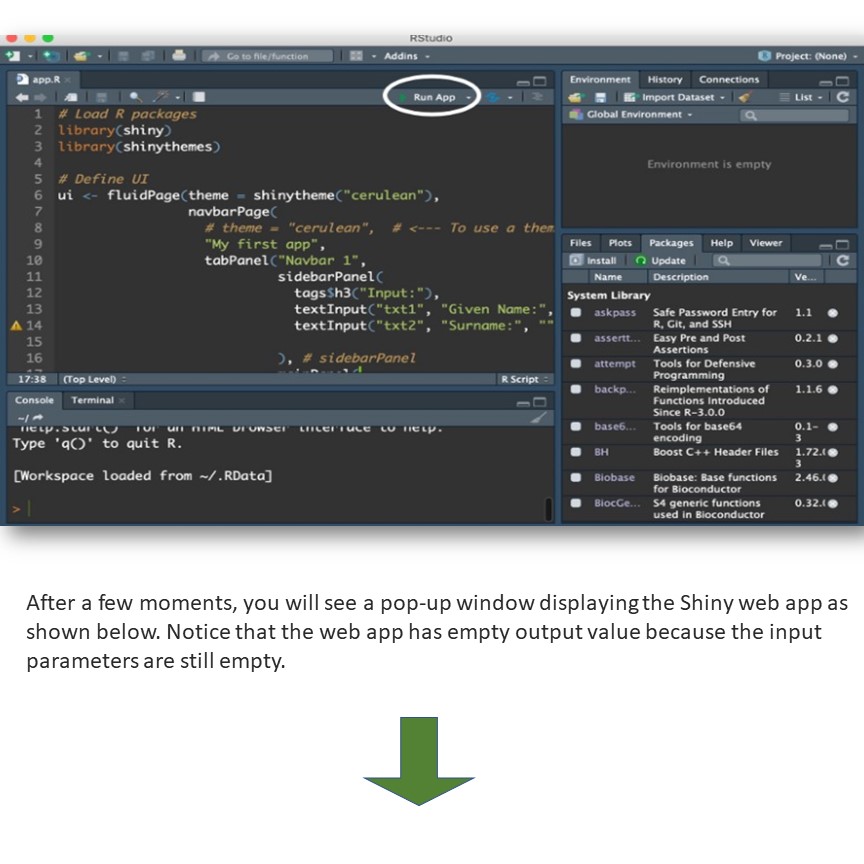 RStudio
Go to file/function
Addins
Project: (None)
app.R
Run App
1 # Load R packages
2 library(shiny)
3 library(shinythemes)
4
5 # Define UI
6 ui <- fluidPage(theme = shinytheme("cerulean"),
7 navbarPage(
8 # theme = "cerulean", # <--- To use a them
9 "My first app",
10 tabPanel("Navbar 1",
11 sidebarPanel(
12 tags$h3("Input:"),
13 textInput("txt1", "Given Name:",
14 textInput("txt2", "Surname:", ""
15
16 ), # sidebarPanel
17:38 (Top Level) R Script
Console Terminal
~/
Type 'q()' to quit R.
[Workspace loaded from ~/.RData]
>
Environment History Connections
Import Dataset List
Global Environment
Environment is empty
Files Plots Packages Help Viewer
Install Update
Name Description Ve...
System Library
askpass Safe Password Entry for 1.1
R, Git, and SSH
assertt... Easy Pre and Post 0.2.1
Assertions
attempt Tools for Defensive 0.3.0
Programming
backp... Reimplementations of 1.1.6
Functions Introduced
Since R-3.0.0
base6... Tools for base64 0.1-
encoding 3
BH Boost C++ Header Files 1.72.0
3
Biobase Biobase: Base functions 2.46.0
for Bioconductor
BiocGe... S4 generic functions 0.32.0
used in Bioconductor
After a few moments, you will see a pop-up window displaying the Shiny web app as
shown below. Notice that the web app has empty output value because the input
parameters are still empty.